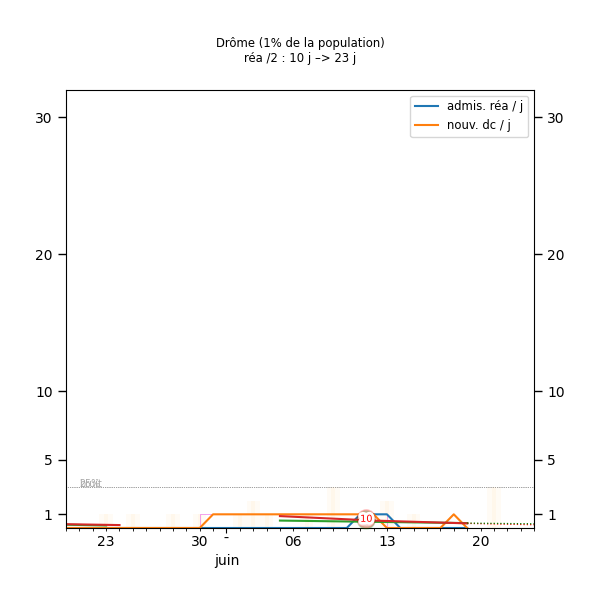 Drôme (1% de la population)
réa /2 : 10 j –> 23 j
admis. réa / j
nouv. dc / j
30 30
20 20
10 10
5 5
1 1
10
23 30 - 06 13 20
juin